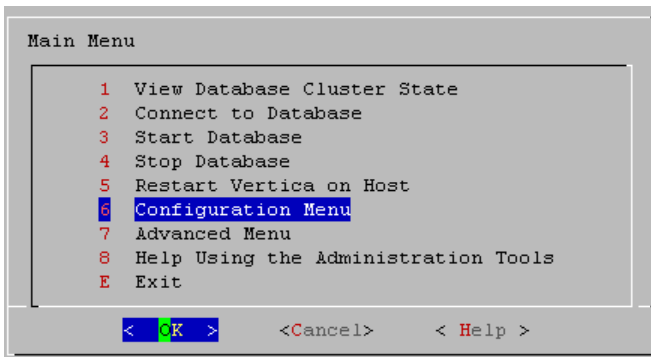 Main Menu
1 View Database Cluster State
2 Connect to Database
3 Start Database
4 Stop Database
5 Restart Vertica on Host
6 Configuration Menu
7 Advanced Menu
8 Help Using the Administration Tools
E Exit
< OK > <Cancel> < Help >